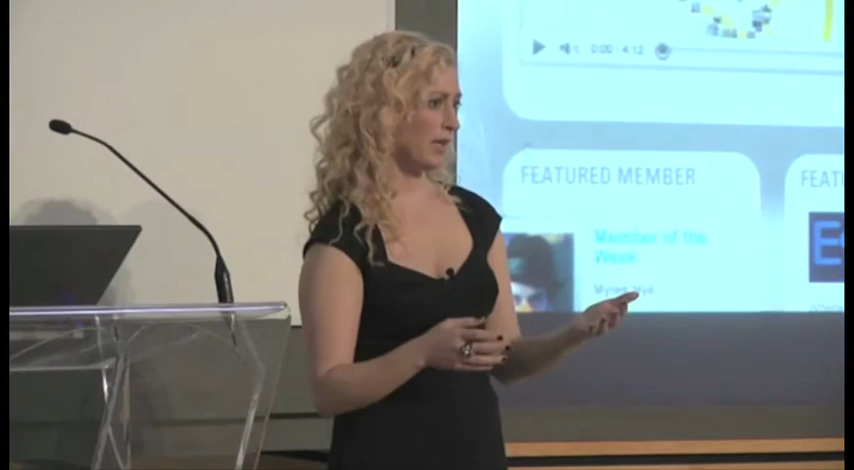 0:00 / 4:12
FEATURED MEMBER
FEAT
Member of the
Week
E